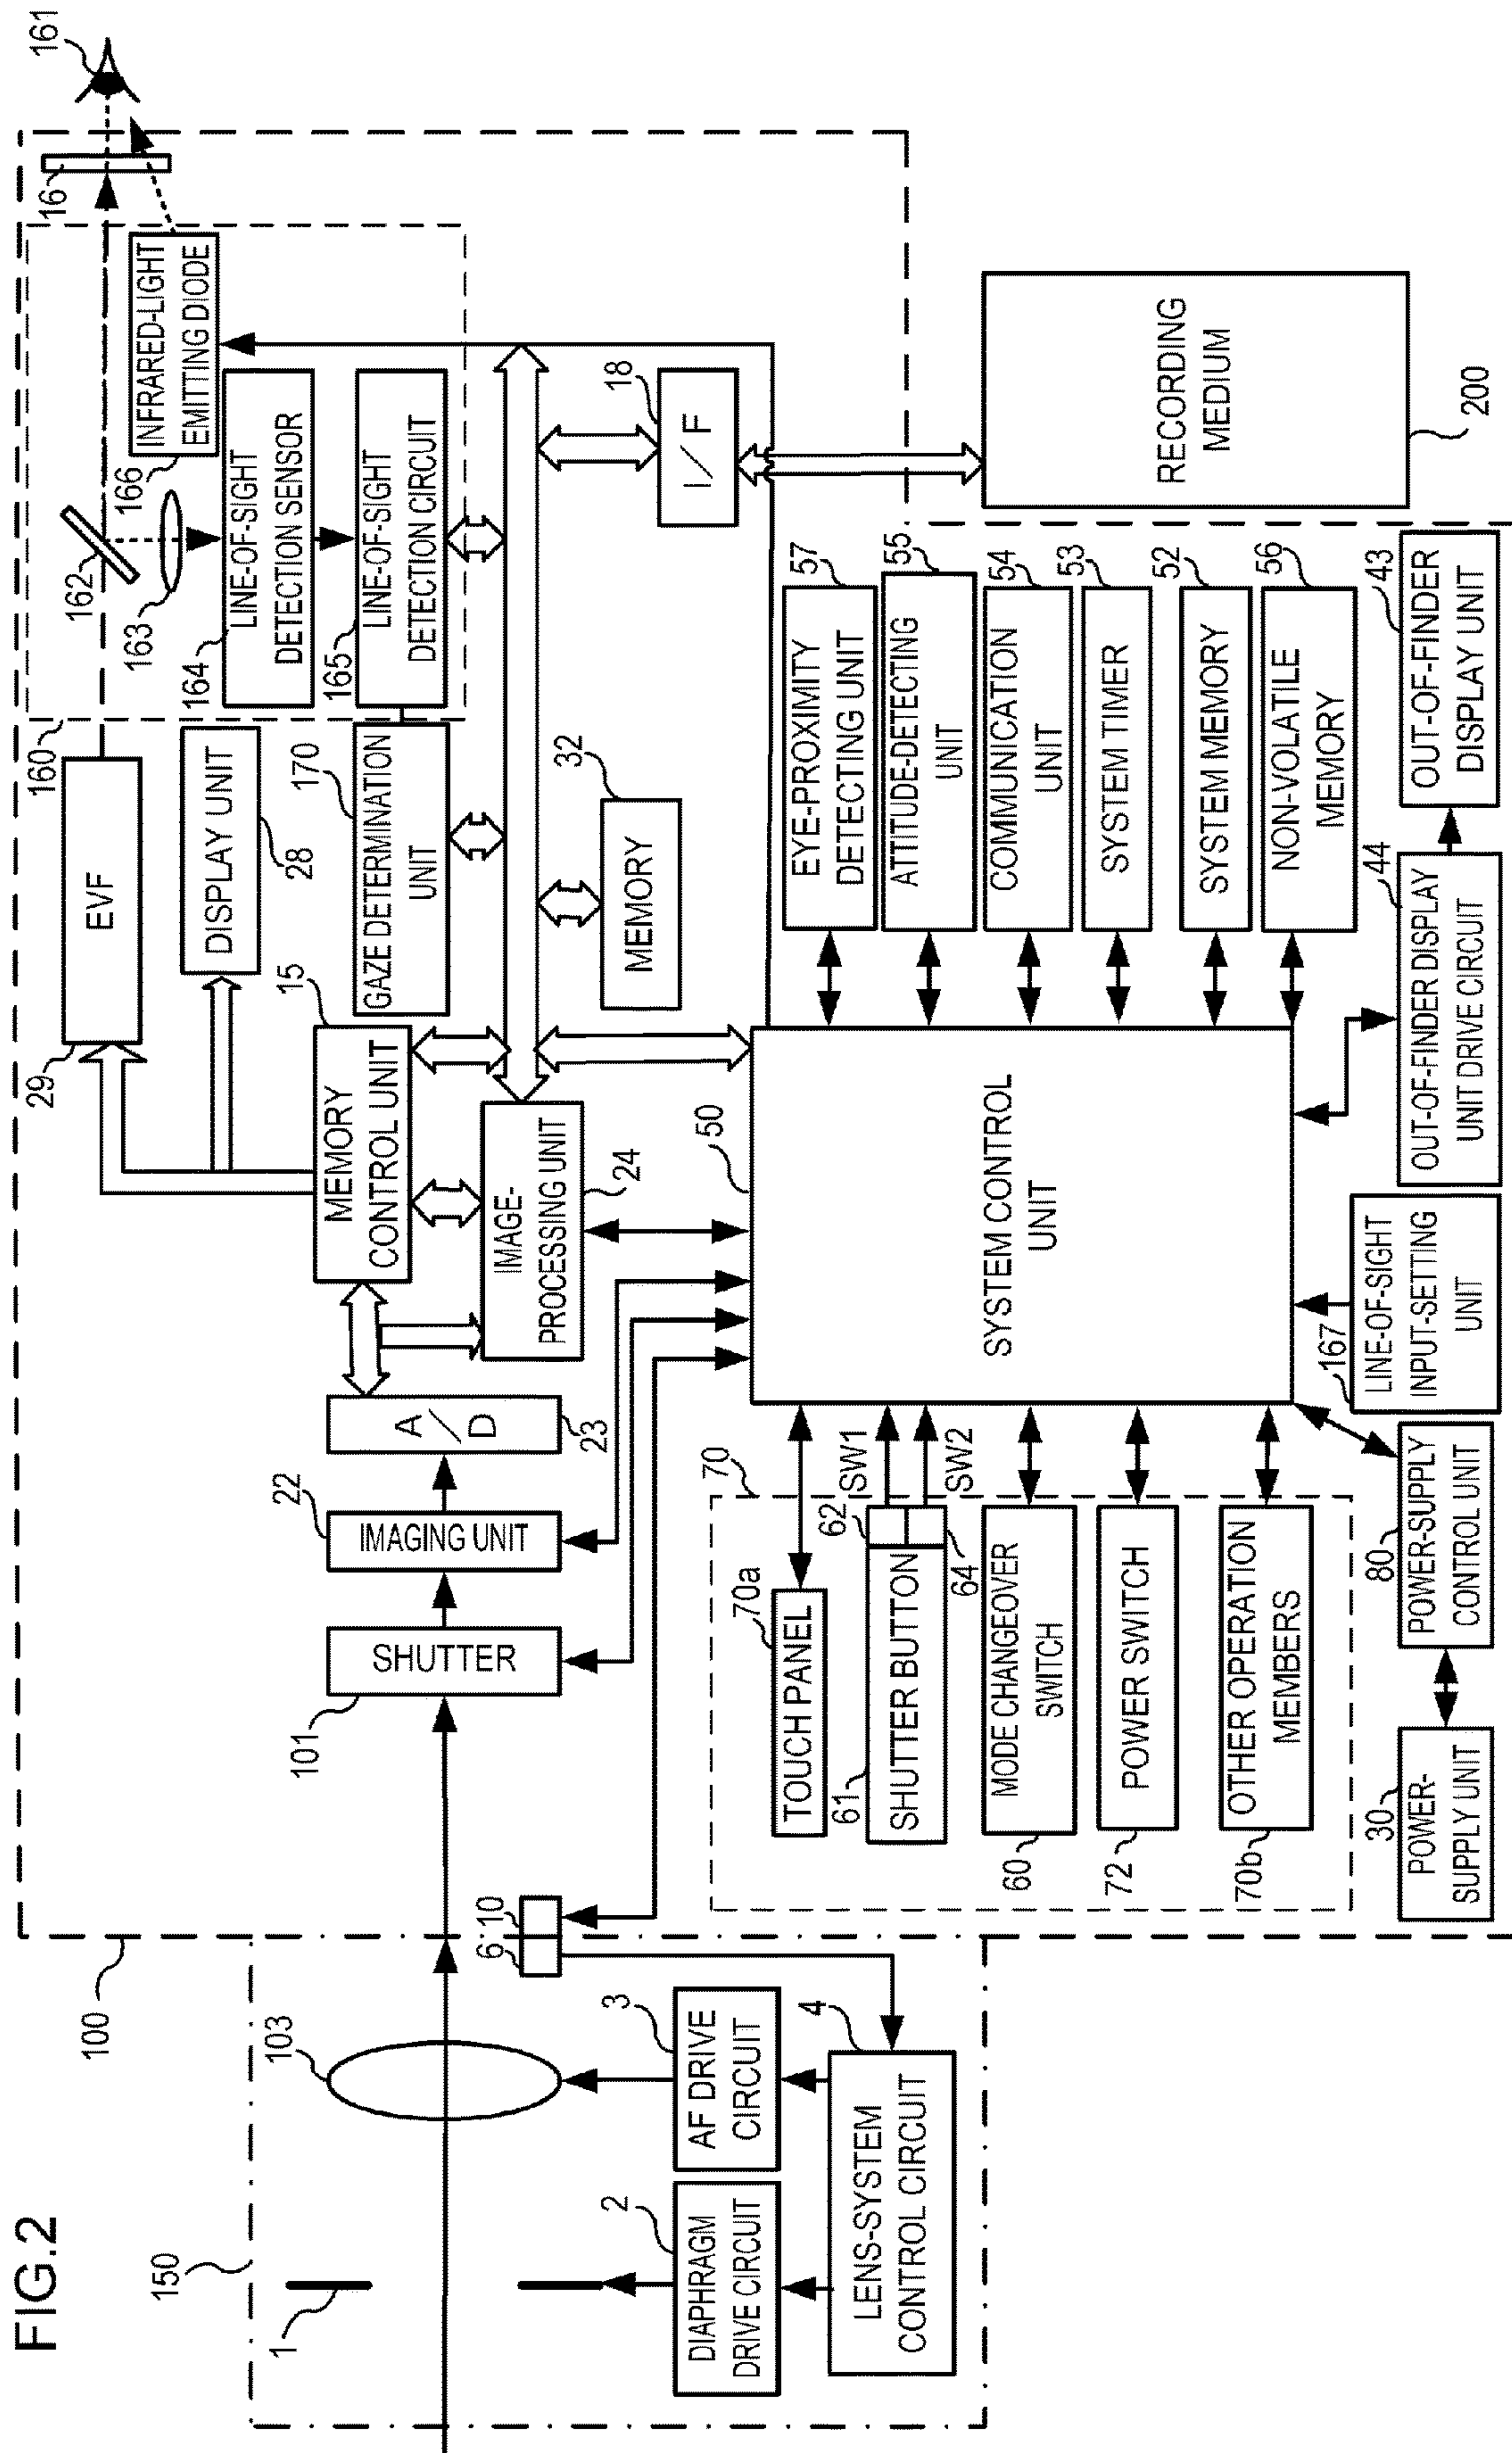 FIG.2
150
100
1
103
2
DIAPHRAGM
DRIVE CIRCUIT
3
AF DRIVE
CIRCUIT
4
LENS-SYSTEM
CONTROL CIRCUIT
6
10
101
SHUTTER
22
IMAGING UNIT
A/D
23
15
MEMORY
CONTROL UNIT
IMAGE-
PROCESSING UNIT
24
29
EVF
DISPLAY UNIT
28
160
162
163
164
LINE-OF-SIGHT
DETECTION SENSOR
165
LINE-OF-SIGHT
DETECTION CIRCUIT
166
INFRARED-LIGHT
EMITTING DIODE
16
161
170
GAZE DETERMINATION
UNIT
32
MEMORY
18
I/F
RECORDING
MEDIUM
200
50
SYSTEM CONTROL
UNIT
70
70a
TOUCH PANEL
61
SHUTTER BUTTON
62
64
SW1
SW2
MODE CHANGEOVER
SWITCH
60
POWER SWITCH
72
OTHER OPERATION
MEMBERS
70b
57
EYE-PROXIMITY
DETECTING UNIT
55
ATTITUDE-DETECTING
UNIT
54
COMMUNICATION
UNIT
53
SYSTEM TIMER
52
SYSTEM MEMORY
56
NON-VOLATILE
MEMORY
30
POWER-
SUPPLY UNIT
80
POWER-SUPPLY
CONTROL UNIT
167
LINE-OF-SIGHT
INPUT-SETTING
UNIT
44
OUT-OF-FINDER DISPLAY
UNIT DRIVE CIRCUIT
43
OUT-OF-FINDER
DISPLAY UNIT